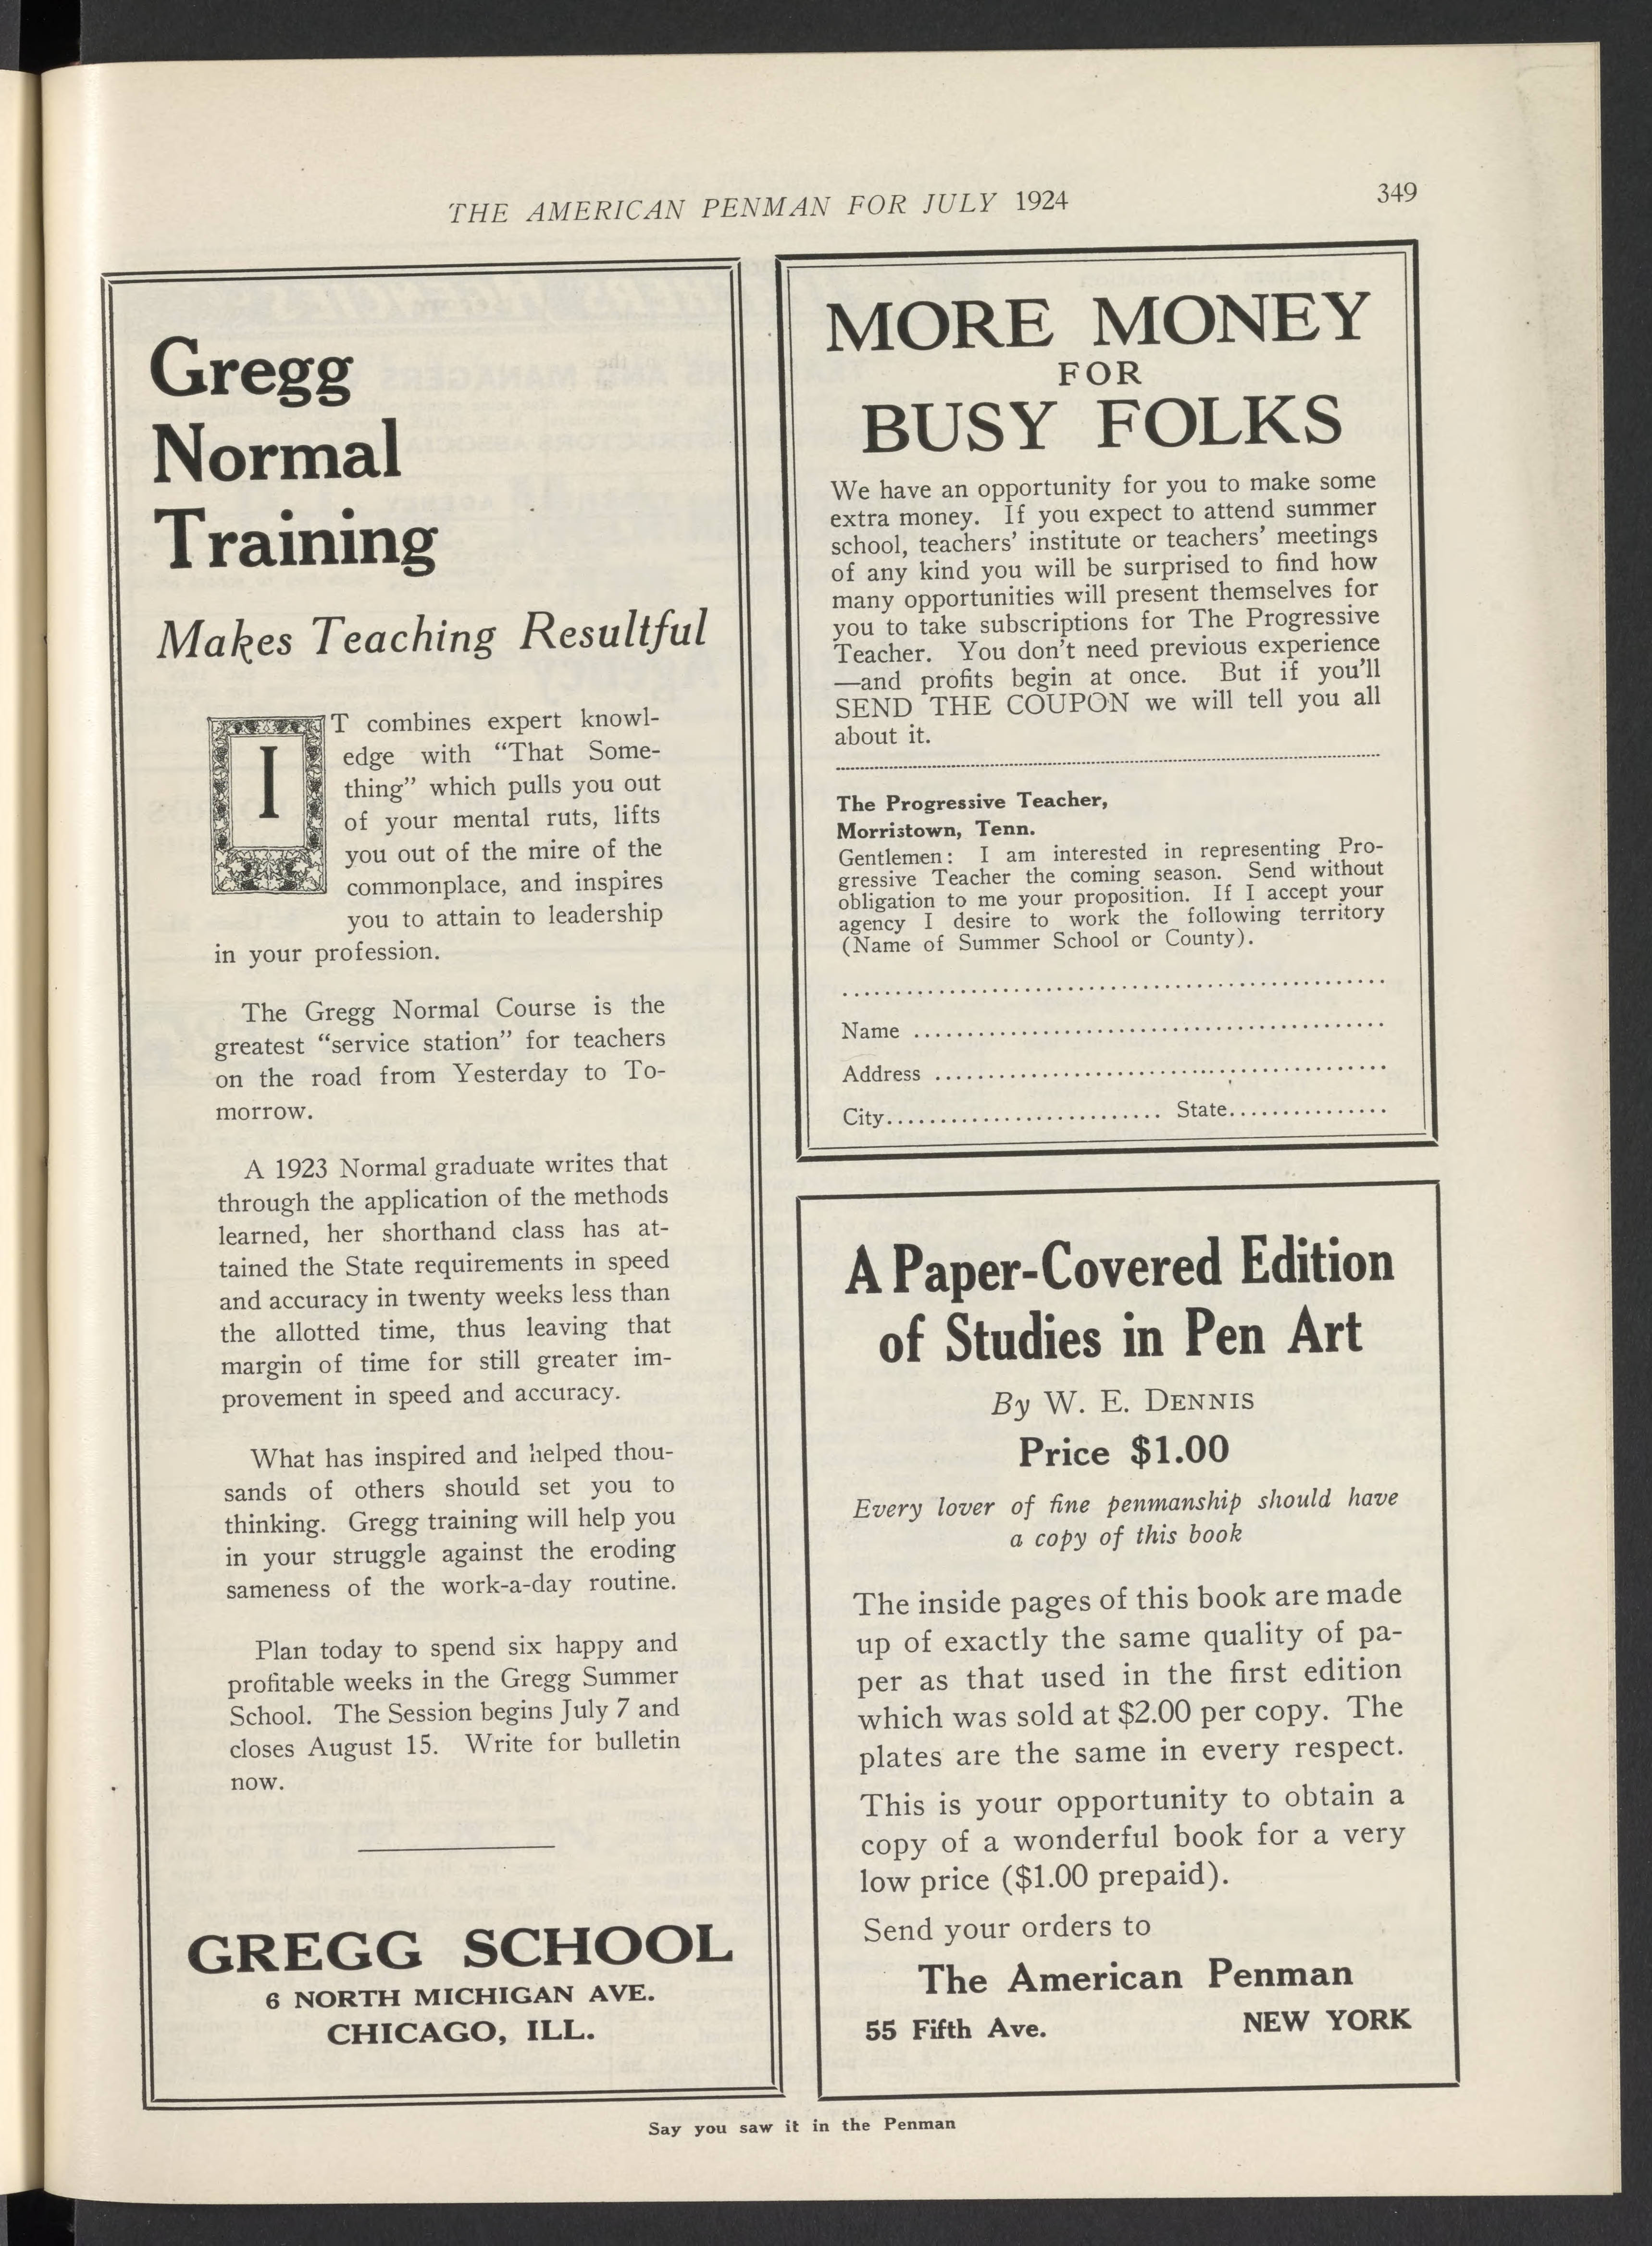 THE AMERICAN PENMAN FOR JULY 1924
349
Gregg
Normal
Training
Makes Teaching Resultful
IT combines expert knowl-
edge with “That Some-
thing” which pulls you out
of your mental ruts, lifts
you out of the mire of the
commonplace, and inspires
you to attain to leadership
in your profession.
The Gregg Normal Course is the
greatest “service station” for teachers
on the road from Yesterday to To-
morrow.
A 1923 Normal graduate writes that
through the application of the methods
learned, her shorthand class has at-
tained the State requirements in speed
and accuracy in twenty weeks less than
the allotted time, thus leaving that
margin of time for still greater im-
provement in speed and accuracy.
What has inspired and helped thou-
sands of others should set you to
thinking. Gregg training will help you
in your struggle against the eroding
sameness of the work-a-day routine.
Plan today to spend six happy and
profitable weeks in the Gregg Summer
School. The Session begins July 7 and
closes August 15. Write for bulletin
now.
GREGG SCHOOL
6 NORTH MICHIGAN AVE.
CHICAGO, ILL.
MORE MONEY
FOR
BUSY FOLKS
We have an opportunity for you to make some
extra money. If you expect to attend summer
school, teachers’ institute or teachers’ meetings
of any kind you will be surprised to find how
many opportunities will present themselves for
you to take subscriptions for The Progressive
Teacher. You don’t need previous experience
—and profits begin at once. But if you’ll
SEND THE COUPON we will tell you all
about it.
The Progressive Teacher,
Morristown, Tenn.
Gentlemen: I am interested in representing Pro-
gressive Teacher the coming season. Send without
obligation to me your proposition. If I accept your
agency I desire to work the following territory
(Name of Summer School or County).
Name
Address
City State
A Paper-Covered Edition
of Studies in Pen Art
By W. E. DENNIS
Price $1.00
Every lover of fine penmanship should have
a copy of this book
The inside pages of this book are made
up of exactly the same quality of pa-
per as that used in the first edition
which was sold at $2.00 per copy. The
plates are the same in every respect.
This is your opportunity to obtain a
copy of a wonderful book for a very
low price ($1.00 prepaid).
Send your orders to
The American Penman
55 Fifth Ave. NEW YORK
Say you saw it in the Penman